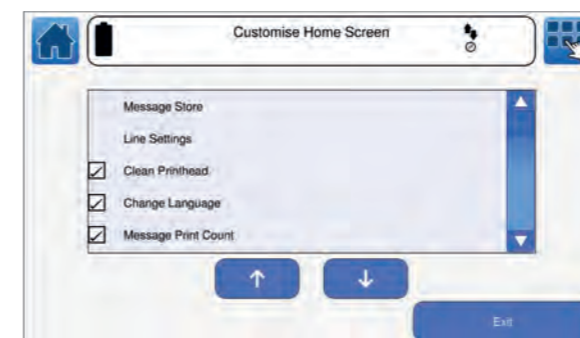 Customise Home Screen
Message Store
Line Settings
Clean Printhead
Change Language
Message Print Count
Exit